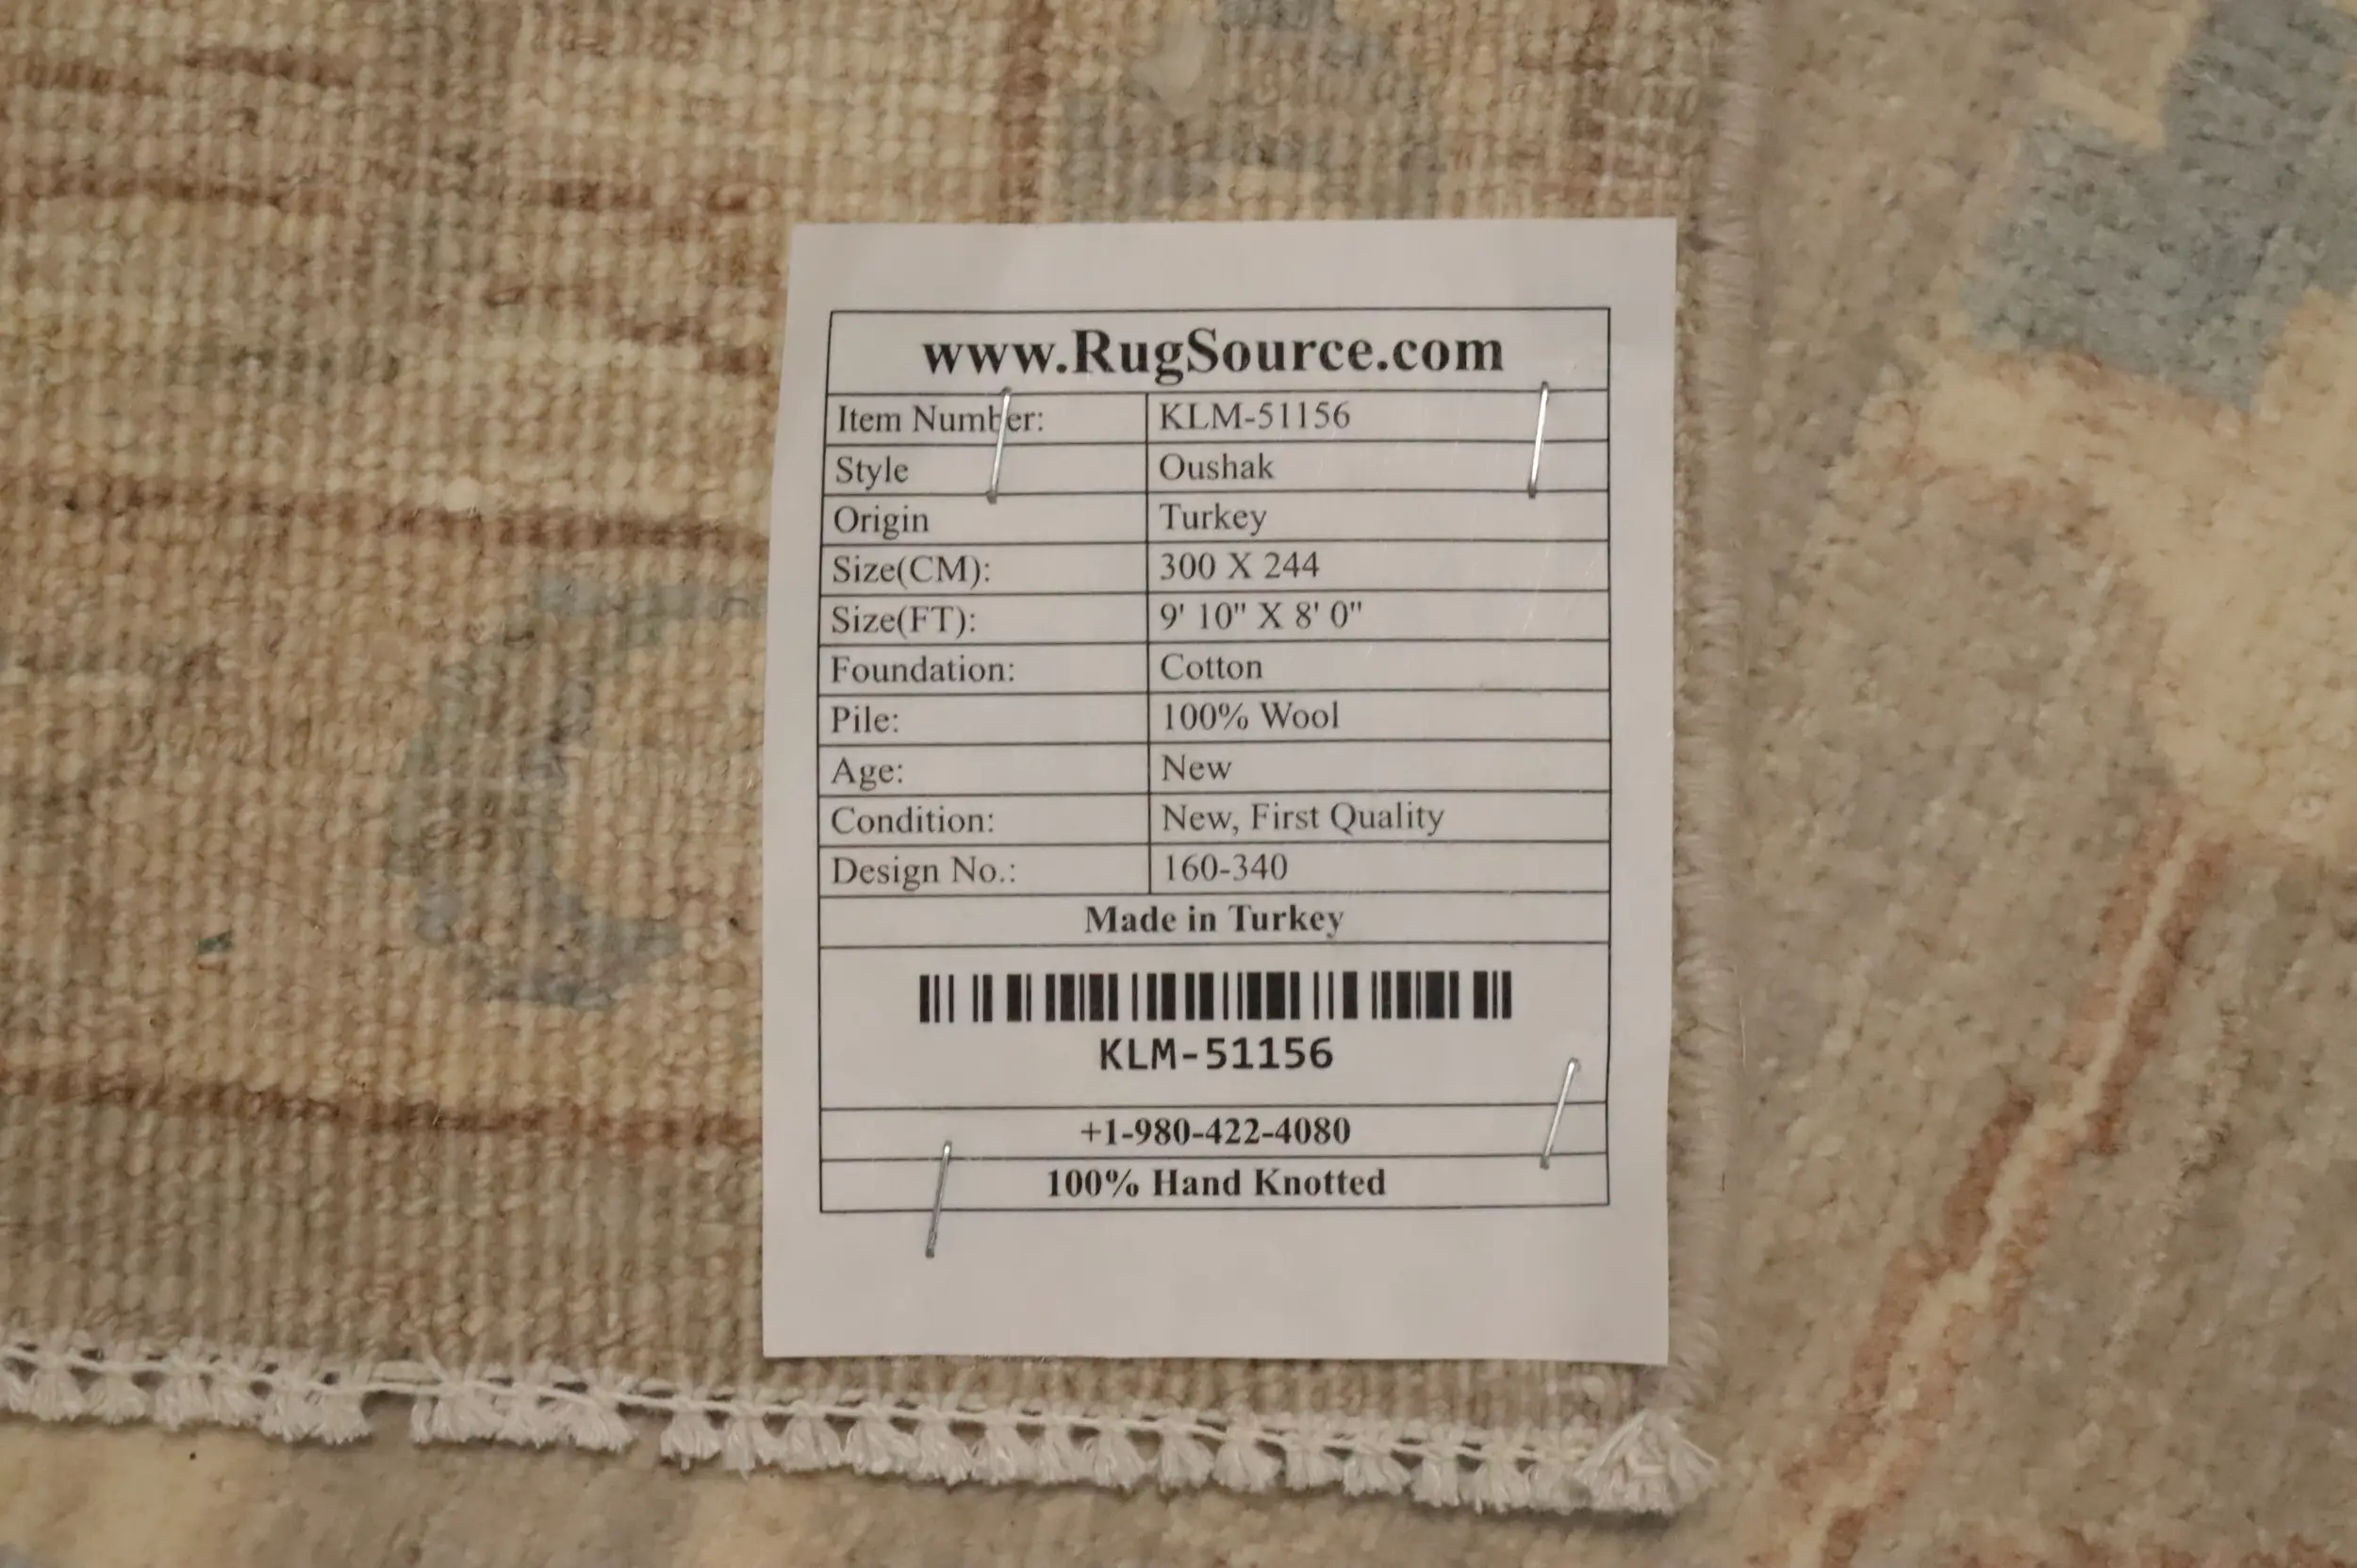 www.RugSource.com
Item Number: KLM-51156
Style Oushak
Origin Turkey
Size(CM): 300 X 244
Size(FT): 9' 10" X 8' 0"
Foundation: Cotton
Pile: 100% Wool
Age: New
Condition: New, First Quality
Design No.: 160-340
Made in Turkey
KLM-51156
+1-980-422-4080
100% Hand Knotted